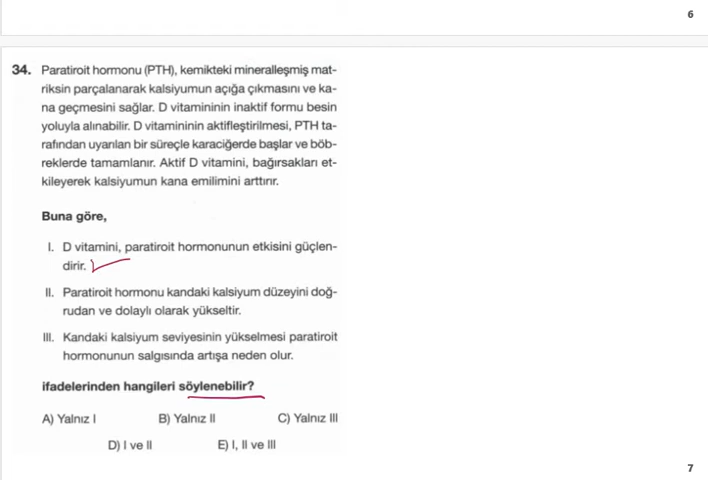 6
34. Paratiroit hormonu (PTH), kemikteki mineralleşmiş mat-
riksin parçalanarak kalsiyumun açığa çıkmasını ve ka-
na geçmesini sağlar. D vitamininin inaktif formu besin
yoluyla alınabilir. D vitamininin aktifleştirilmesi, PTH ta-
rafından uyarılan bir süreçle karaciğerde başlar ve böb-
reklerde tamamlanır. Aktif D vitamini, bağırsakları et-
kileyerek kalsiyumun kana emilimini arttırır.
Buna göre,
I. D vitamini, paratiroit hormonunun etkisini güçlen-
dirir.
II. Paratiroit hormonu kandaki kalsiyum düzeyini doğ-
rudan ve dolaylı olarak yükseltir.
III. Kandaki kalsiyum seviyesinin yükselmesi paratiroit
hormonunun salgısında artışa neden olur.
ifadelerinden hangileri söylenebilir?
A) Yalnız I B) Yalnız II C) Yalnız III
D) I ve II E) I, II ve III
7